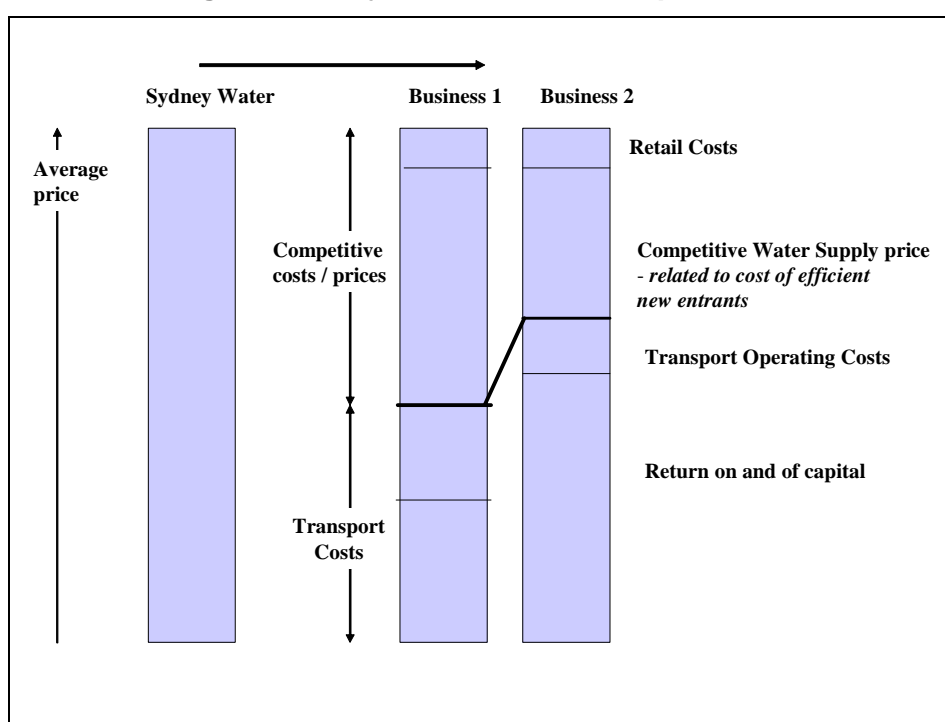 Sydney Water
Business 1
Business 2
Average
price
Retail Costs
Competitive
costs / prices
Competitive Water Supply price
- related to cost of efficient
new entrants
Transport Operating Costs
Return on and of capital
Transport
Costs